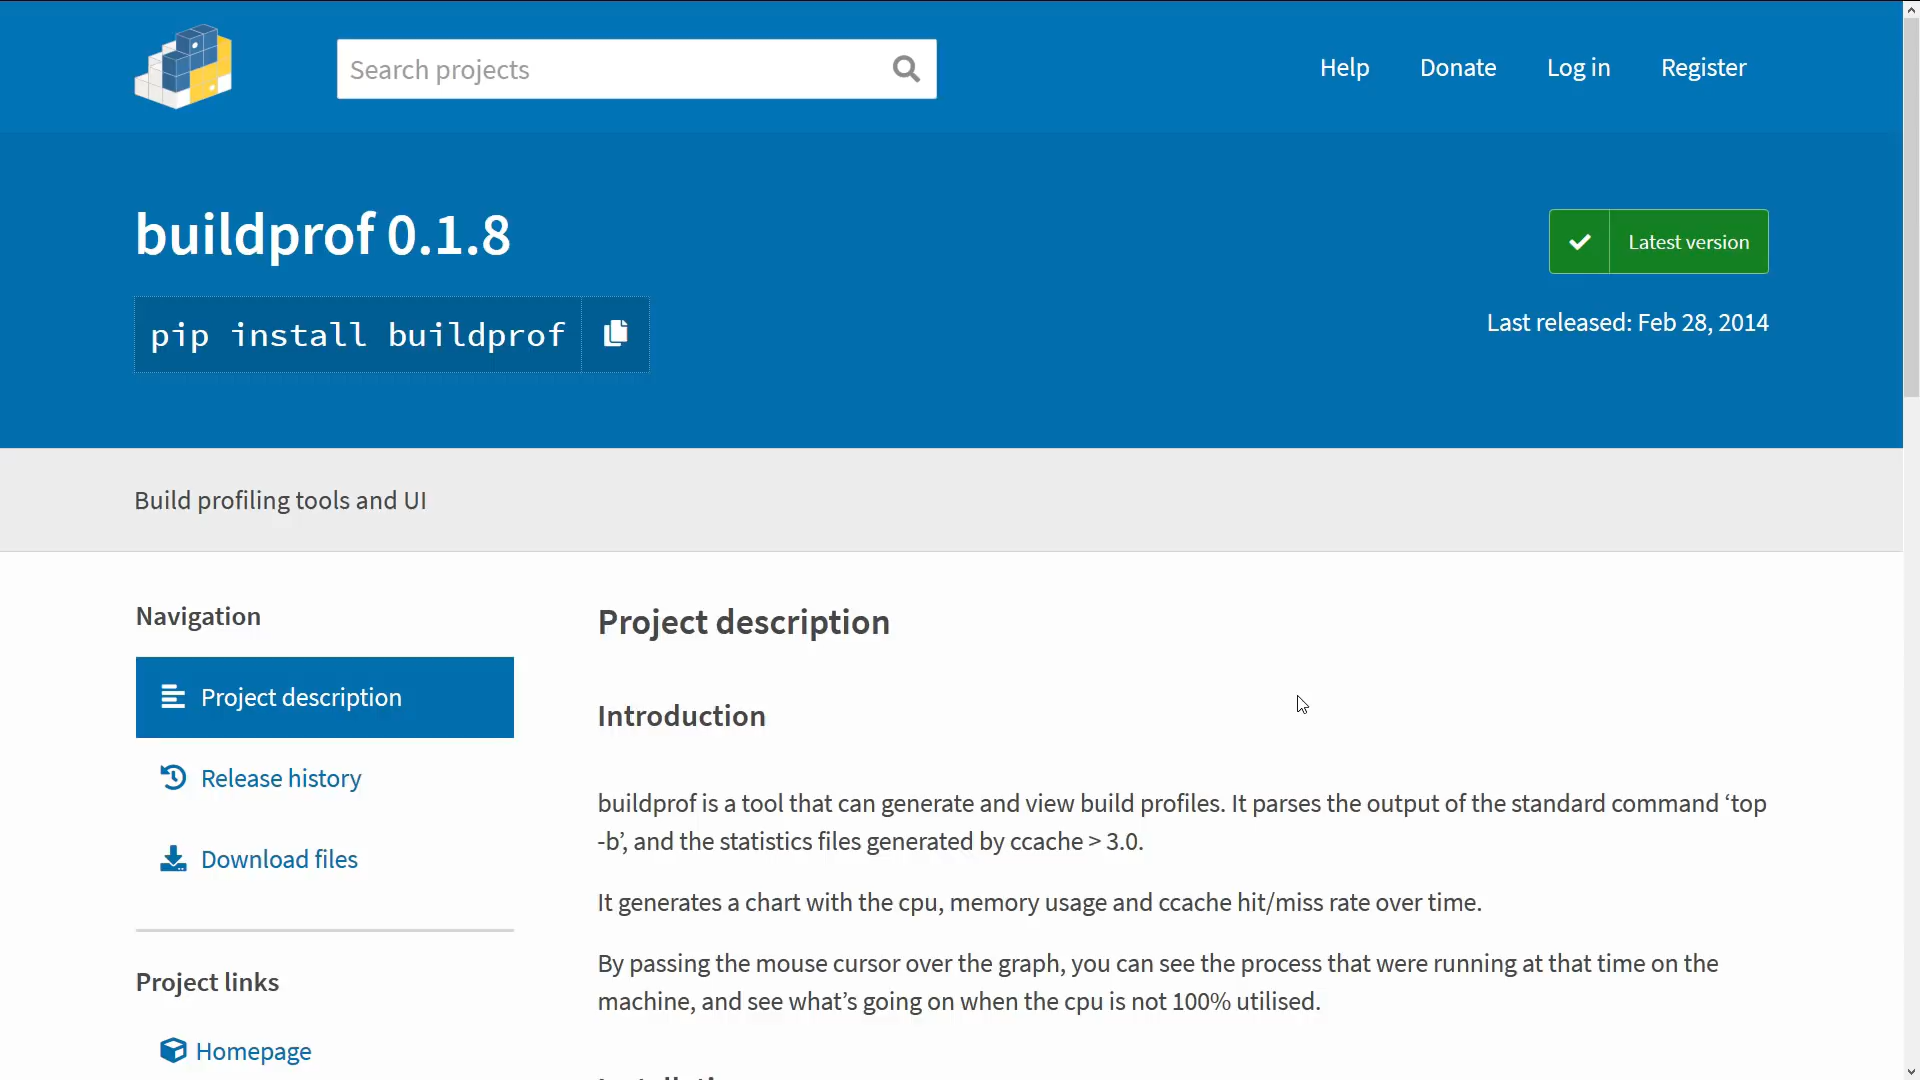 Search projects
Help Donate Log in Register
buildprof 0.1.8
pip install buildprof
Latest version
Last released: Feb 28, 2014
Build profiling tools and UI
Navigation
Project description
Release history
Download files
Project links
Homepage
Project description
Introduction
buildprof is a tool that can generate and view build profiles. It parses the output of the standard command ‘top
-b’, and the statistics files generated by ccache > 3.0.
It generates a chart with the cpu, memory usage and ccache hit/miss rate over time.
By passing the mouse cursor over the graph, you can see the process that were running at that time on the
machine, and see what’s going on when the cpu is not 100% utilised.